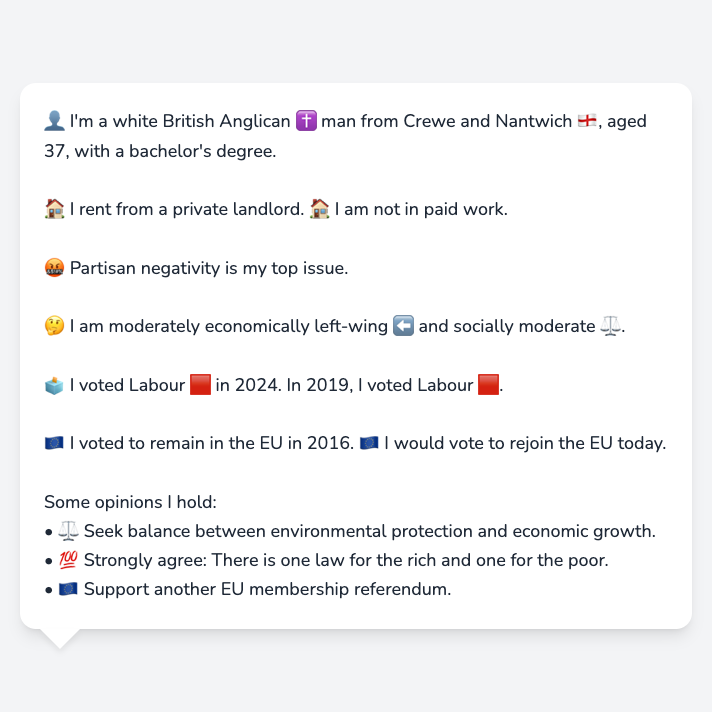 👤 I'm a white British Anglican ✝️ man from Crewe and Nantwich 🏴󠁧󠁢󠁥󠁮󠁧󠁿, aged
37, with a bachelor's degree.
🏠 I rent from a private landlord. 🏠 I am not in paid work.
🤬 Partisan negativity is my top issue.
🤔 I am moderately economically left-wing ⬅️ and socially moderate ⚖️.
🗳️ I voted Labour 🟥 in 2024. In 2019, I voted Labour 🟥.
🇪🇺 I voted to remain in the EU in 2016. 🇪🇺 I would vote to rejoin the EU today.
Some opinions I hold:
• ⚖️ Seek balance between environmental protection and economic growth.
• 💯 Strongly agree: There is one law for the rich and one for the poor.
• 🇪🇺 Support another EU membership referendum.